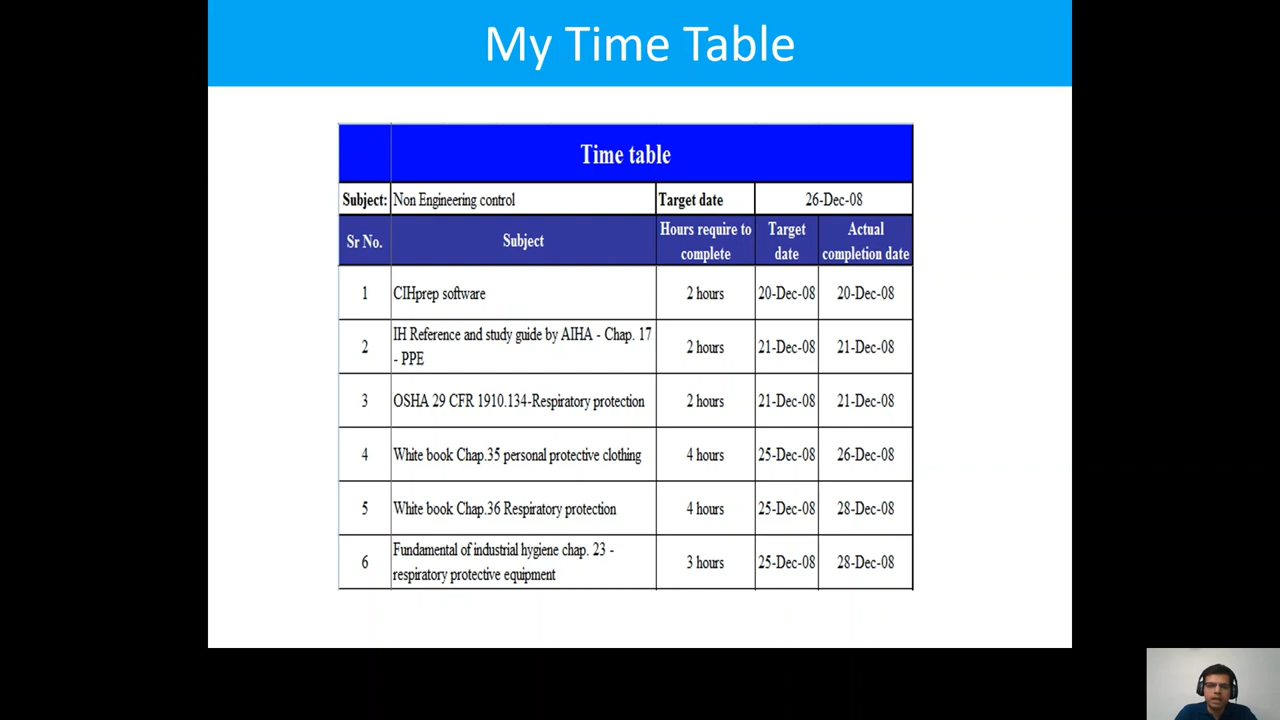 My Time Table
Time table
Subject: Non Engineering control Target date 26-Dec-08
Sr No. Subject Hours require to complete Target date Actual completion date
1 CIHprep software 2 hours 20-Dec-08 20-Dec-08
2 IH Reference and study guide by AIHA - Chap. 17 - PPE 2 hours 21-Dec-08 21-Dec-08
3 OSHA 29 CFR 1910.134-Respiratory protection 2 hours 21-Dec-08 21-Dec-08
4 White book Chap.35 personal protective clothing 4 hours 25-Dec-08 26-Dec-08
5 White book Chap.36 Respiratory protection 4 hours 25-Dec-08 28-Dec-08
6 Fundamental of industrial hygiene chap. 23 - respiratory protective equipment 3 hours 25-Dec-08 28-Dec-08